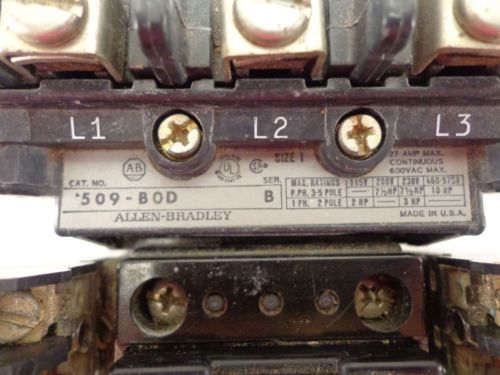 L1 L2 L3
AB UL SA SIZE 1 27 AMP MAX.
CONTINUOUS
CAT. NO. 600VAC MAX.
509-BOD B
MAX. RATINGS 115V 200V 230V 460-575V
P.PH. 3-5 POLE — 7½HP 7½HP 10 HP
1 PH. 2 POLE 2 HP — 3 HP
ALLEN-BRADLEY MADE IN U.S.A.